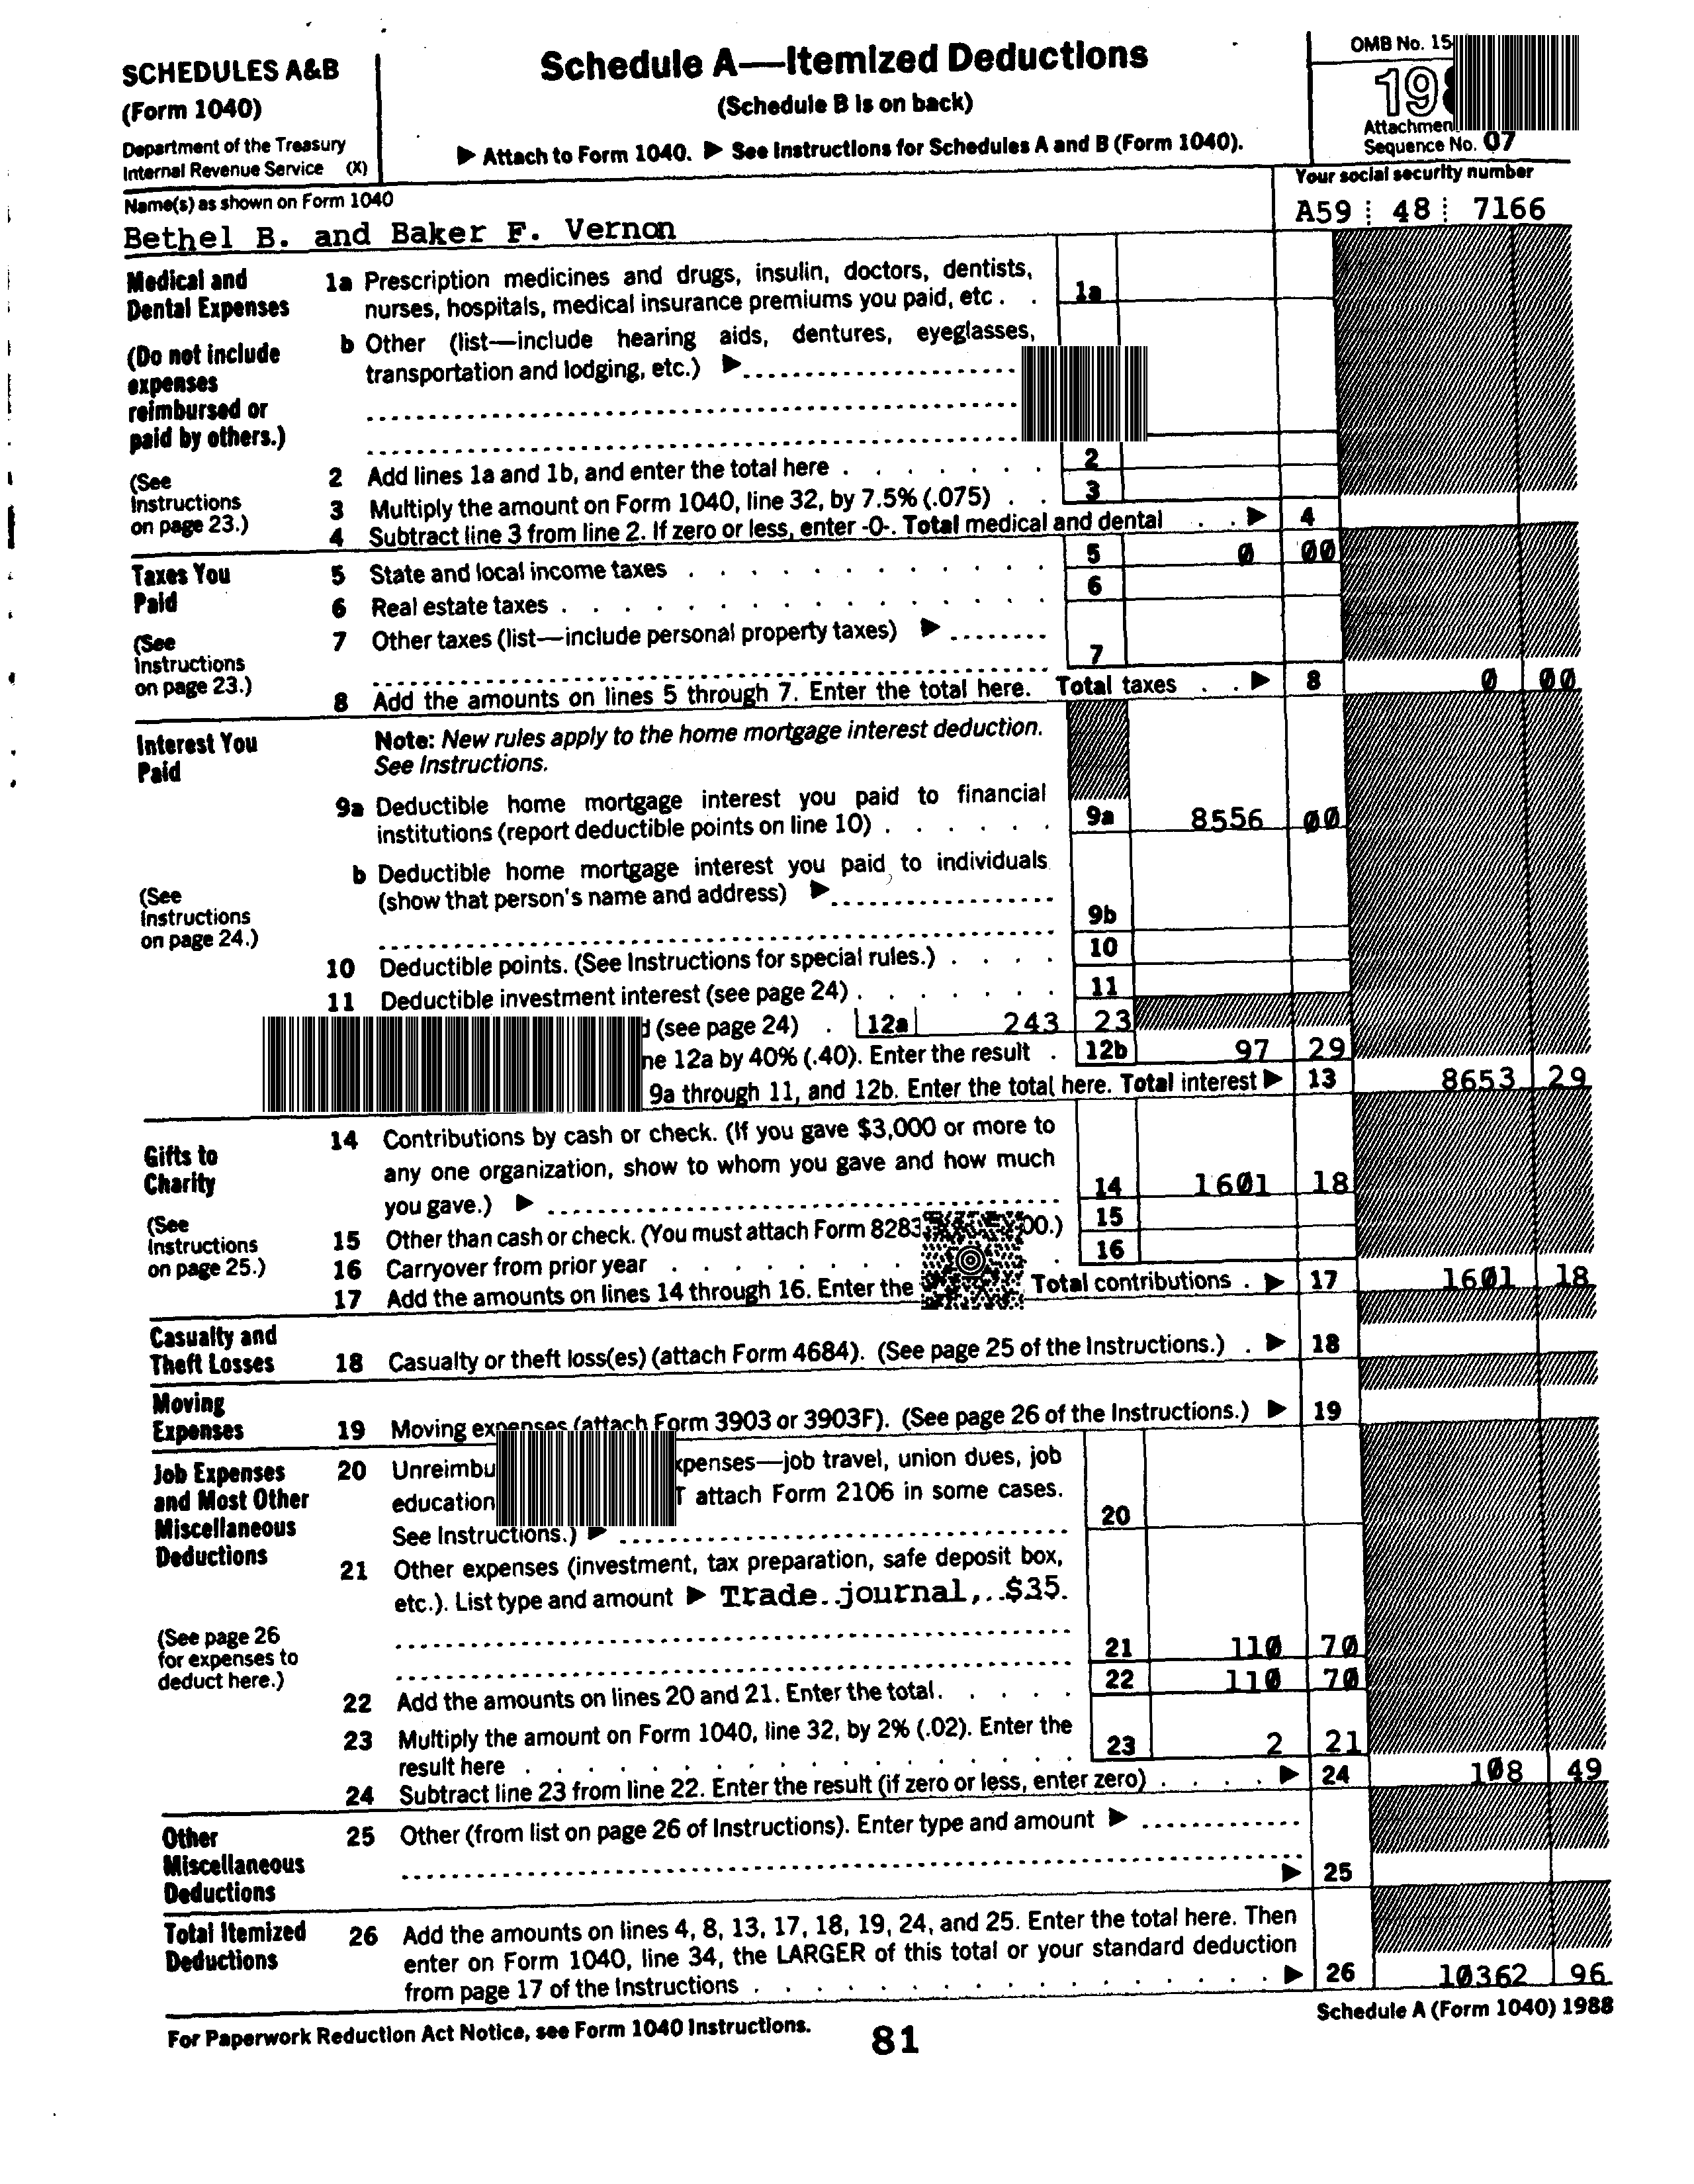 SCHEDULES A&B
(Form 1040)
Department of the Treasury
Internal Revenue Service (X)
Schedule A—Itemized Deductions
(Schedule B is on back)
▶ Attach to Form 1040. ▶ See Instructions for Schedules A and B (Form 1040).
OMB No. 15
19
Attachmen
Sequence No. 07
Name(s) as shown on Form 1040
Your social security number
Bethel B. and Baker F. Vernon
A59 48 7166
Medical and
Dental Expenses
(Do not include
expenses
reimbursed or
paid by others.)
(See
Instructions
on page 23.)
1a Prescription medicines and drugs, insulin, doctors, dentists,
nurses, hospitals, medical insurance premiums you paid, etc. . 1a
b Other (list—include hearing aids, dentures, eyeglasses,
transportation and lodging, etc.) ▶
2 Add lines 1a and 1b, and enter the total here . . . . . . . 2
3 Multiply the amount on Form 1040, line 32, by 7.5% (.075) . . 3
4 Subtract line 3 from line 2. If zero or less, enter -0-. Total medical and dental . . ▶ 4
Taxes You
Paid
(See
Instructions
on page 23.)
5 State and local income taxes . . . . . . . . . . . . 5 0 00
6 Real estate taxes . . . . . . . . . . . . . . . . 6
7 Other taxes (list—include personal property taxes) ▶ 7
8 Add the amounts on lines 5 through 7. Enter the total here. Total taxes . . ▶ 8 0 00
Interest You
Paid
(See
Instructions
on page 24.)
Note: New rules apply to the home mortgage interest deduction.
See Instructions.
9a Deductible home mortgage interest you paid to financial
institutions (report deductible points on line 10) . . . . . . 9a 8556 00
b Deductible home mortgage interest you paid to individuals
(show that person's name and address) ▶
9b
10 Deductible points. (See Instructions for special rules.) . . . . 10
11 Deductible investment interest (see page 24) . . . . . . . 11
d (see page 24) . 12a 243 23
ne 12a by 40% (.40). Enter the result . 12b 97 29
9a through 11, and 12b. Enter the total here. Total interest ▶ 13 8653 29
Gifts to
Charity
(See
Instructions
on page 25.)
14 Contributions by cash or check. (If you gave $3,000 or more to
any one organization, show to whom you gave and how much
you gave.) ▶ 14 1601 18
15 Other than cash or check. (You must attach Form 8283 00.) 15
16 Carryover from prior year . . . . . . . . . 16
17 Add the amounts on lines 14 through 16. Enter the Total contributions . ▶ 17 1601 18
Casualty and
Theft Losses
18 Casualty or theft loss(es) (attach Form 4684). (See page 25 of the Instructions.) . ▶ 18
Moving
Expenses
19 Moving expenses (attach Form 3903 or 3903F). (See page 26 of the Instructions.) ▶ 19
Job Expenses
and Most Other
Miscellaneous
Deductions
(See page 26
for expenses to
deduct here.)
20 Unreimbu xpenses—job travel, union dues, job
education T attach Form 2106 in some cases.
See Instructions.) ▶ 20
21 Other expenses (investment, tax preparation, safe deposit box,
etc.). List type and amount ▶ Trade journal, $35.
21 110 70
22 Add the amounts on lines 20 and 21. Enter the total. . . . . 22 110 70
23 Multiply the amount on Form 1040, line 32, by 2% (.02). Enter the
result here . . . . . . . . . . . . . . . . 23 2 21
24 Subtract line 23 from line 22. Enter the result (if zero or less, enter zero) . . . . ▶ 24 108 49
Other
Miscellaneous
Deductions
25 Other (from list on page 26 of Instructions). Enter type and amount ▶
▶ 25
Total Itemized
Deductions
26 Add the amounts on lines 4, 8, 13, 17, 18, 19, 24, and 25. Enter the total here. Then
enter on Form 1040, line 34, the LARGER of this total or your standard deduction
from page 17 of the Instructions . . . . . . . . . . . . . . . ▶ 26 10362 96
For Paperwork Reduction Act Notice, see Form 1040 Instructions.
81
Schedule A (Form 1040) 1988